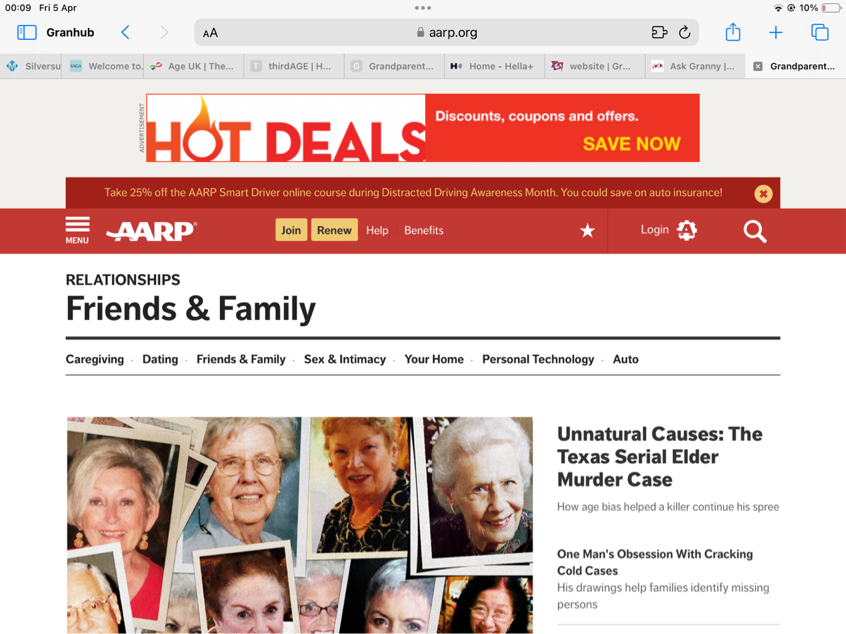 00:09 Fri 5 Apr
10%
Granhub
AA
aarp.org
Silversu
SAGA Welcome to.
Age UK | The...
T thirdAGE | H...
G Grandparent...
H+ Home - Hella+
website | Gr...
Ask Granny |...
Grandparent...
ADVERTISEMENT
HOT DEALS
Discounts, coupons and offers.
SAVE NOW
Take 25% off the AARP Smart Driver online course during Distracted Driving Awareness Month. You could save on auto insurance!
MENU
AARP®
Join
Renew
Help
Benefits
Login
RELATIONSHIPS
Friends & Family
Caregiving · Dating · Friends & Family · Sex & Intimacy · Your Home · Personal Technology · Auto
Unnatural Causes: The
Texas Serial Elder
Murder Case
How age bias helped a killer continue his spree
One Man's Obsession With Cracking
Cold Cases
His drawings help families identify missing
persons